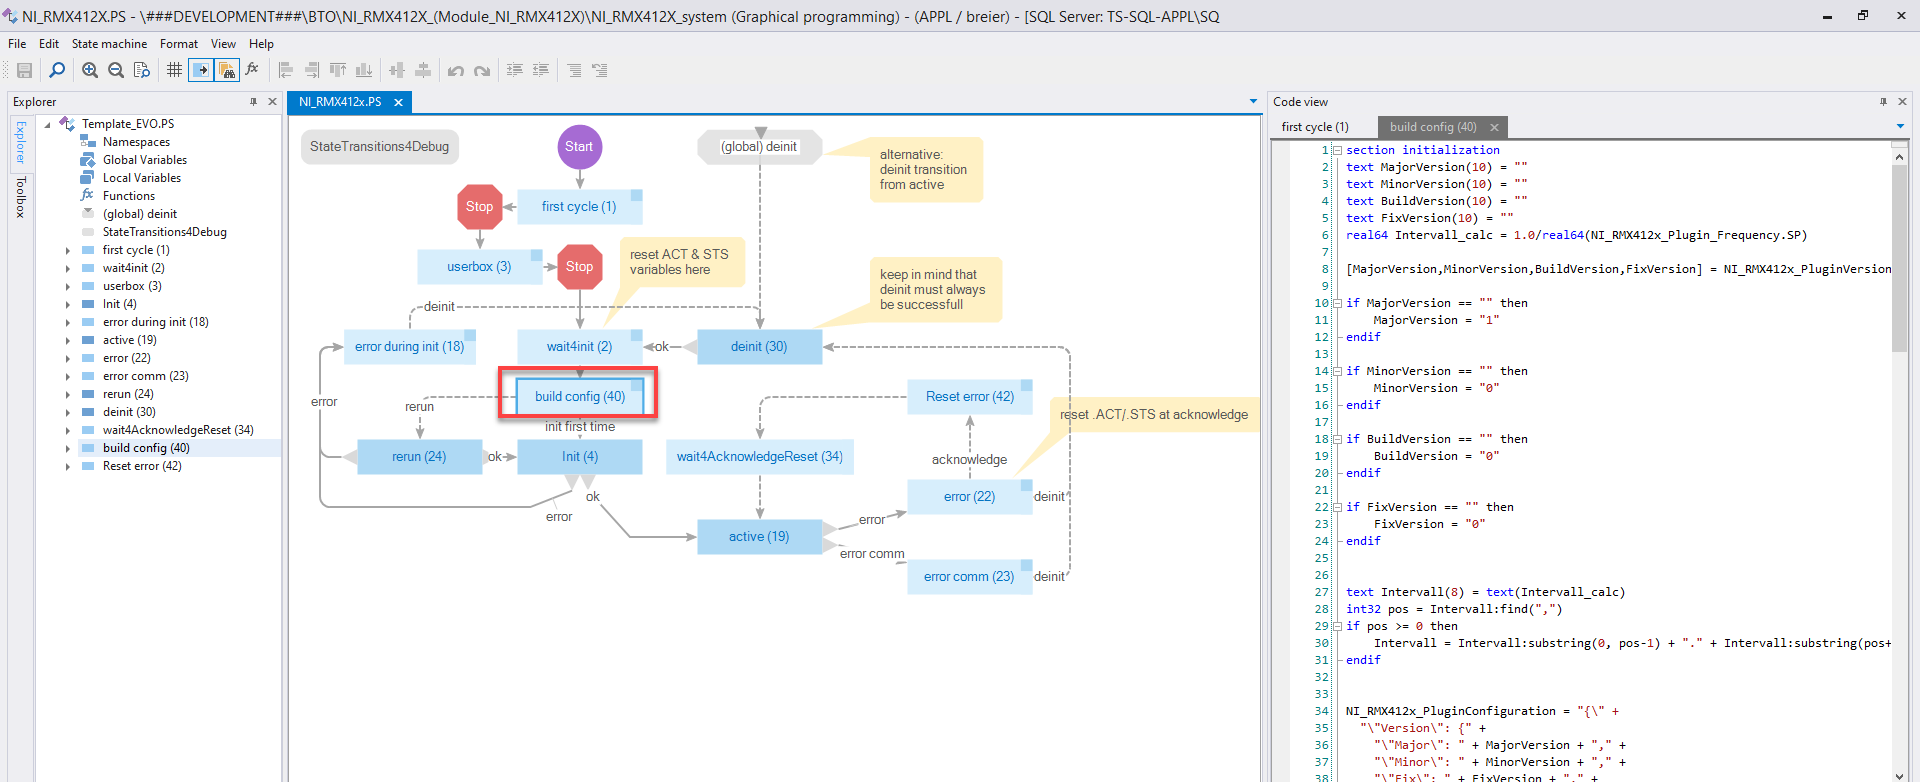 NI_RMX412X.PS - \###DEVELOPMENT###\BTO\NI_RMX412X_(Module_NI_RMX412X)\NI_RMX412X_system (Graphical programming) - (APPL / breier) - [SQL Server: TS-SQL-APPL\SQ
File Edit State machine Format View Help
Explorer
Explorer
Toolbox
Template_EVO.PS
Namespaces
Global Variables
Local Variables
Functions
(global) deinit
StateTransitions4Debug
first cycle (1)
wait4init (2)
userbox (3)
Init (4)
error during init (18)
active (19)
error (22)
error comm (23)
rerun (24)
deinit (30)
wait4AcknowledgeReset (34)
build config (40)
Reset error (42)
NI_RMX412x.PS
StateTransitions4Debug
Start
(global) deinit
alternative:
deinit transition
from active
Stop
first cycle (1)
userbox (3)
Stop
reset ACT & STS
variables here
keep in mind that
deinit must always
be successfull
deinit
error during init (18)
wait4init (2)
ok
deinit (30)
build config (40)
rerun
error
init first time
Reset error (42)
reset .ACT/.STS at acknowledge
rerun (24)
ok
Init (4)
wait4AcknowledgeReset (34)
acknowledge
ok
error
error (22)
deinit
active (19)
error
error comm
error comm (23)
deinit
Code view
first cycle (1) build config (40)
1 section initialization
2 text MajorVersion(10) = ""
3 text MinorVersion(10) = ""
4 text BuildVersion(10) = ""
5 text FixVersion(10) = ""
6 real64 Intervall_calc = 1.0/real64(NI_RMX412x_Plugin_Frequency.SP)
7
8 [MajorVersion,MinorVersion,BuildVersion,FixVersion] = NI_RMX412x_PluginVersion
9
10 if MajorVersion == "" then
11 MajorVersion = "1"
12 endif
13
14 if MinorVersion == "" then
15 MinorVersion = "0"
16 endif
17
18 if BuildVersion == "" then
19 BuildVersion = "0"
20 endif
21
22 if FixVersion == "" then
23 FixVersion = "0"
24 endif
25
26
27 text Intervall(8) = text(Intervall_calc)
28 int32 pos = Intervall:find(",")
29 if pos >= 0 then
30 Intervall = Intervall:substring(0, pos-1) + "." + Intervall:substring(pos+
31 endif
32
33
34 NI_RMX412x_PluginConfiguration = "{\" +
35 "\"Version\": {" +
36 "\"Major\": " + MajorVersion + "," +
37 "\"Minor\": " + MinorVersion + "," +
38 "\"Fix\": " + FixVersion + "," +